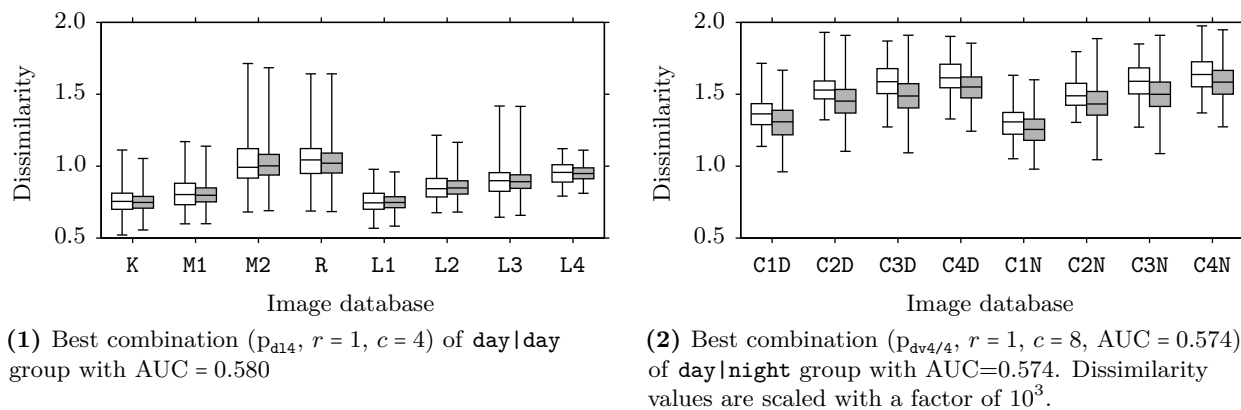 2.0
1.5
1.0
0.5
Dissimilarity
K M1 M2 R L1 L2 L3 L4
Image database
(1) Best combination (p_dl4, r = 1, c = 4) of day|day
group with AUC = 0.580
2.0
1.5
1.0
0.5
Dissimilarity
C1D C2D C3D C4D C1N C2N C3N C4N
Image database
(2) Best combination (p_dv4/4, r = 1, c = 8, AUC = 0.574)
of day|night group with AUC=0.574. Dissimilarity
values are scaled with a factor of 10³.